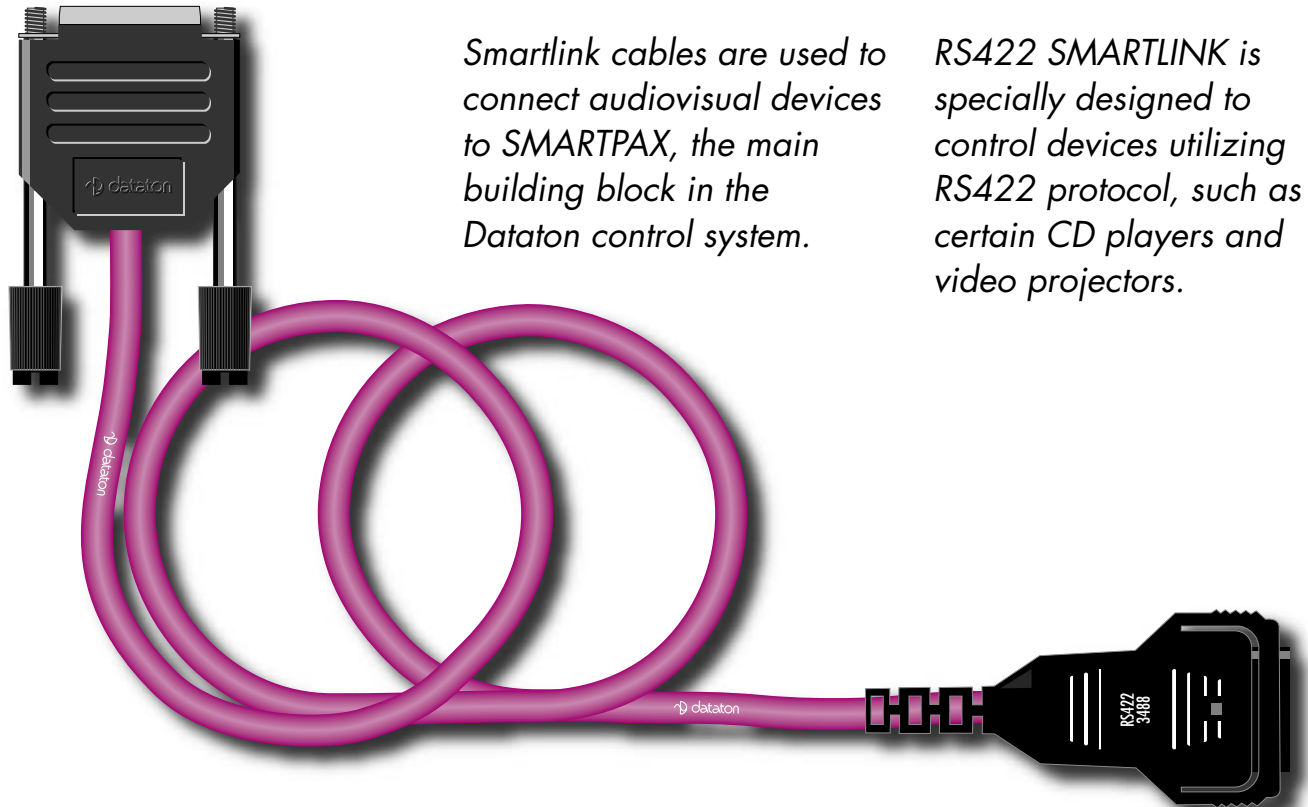 Smartlink cables are used to
connect audiovisual devices
to SMARTPAX, the main
building block in the
Dataton control system.
RS422 SMARTLINK is
specially designed to
control devices utilizing
RS422 protocol, such as
certain CD players and
video projectors.
dataton
dataton
dataton
RS422
3488